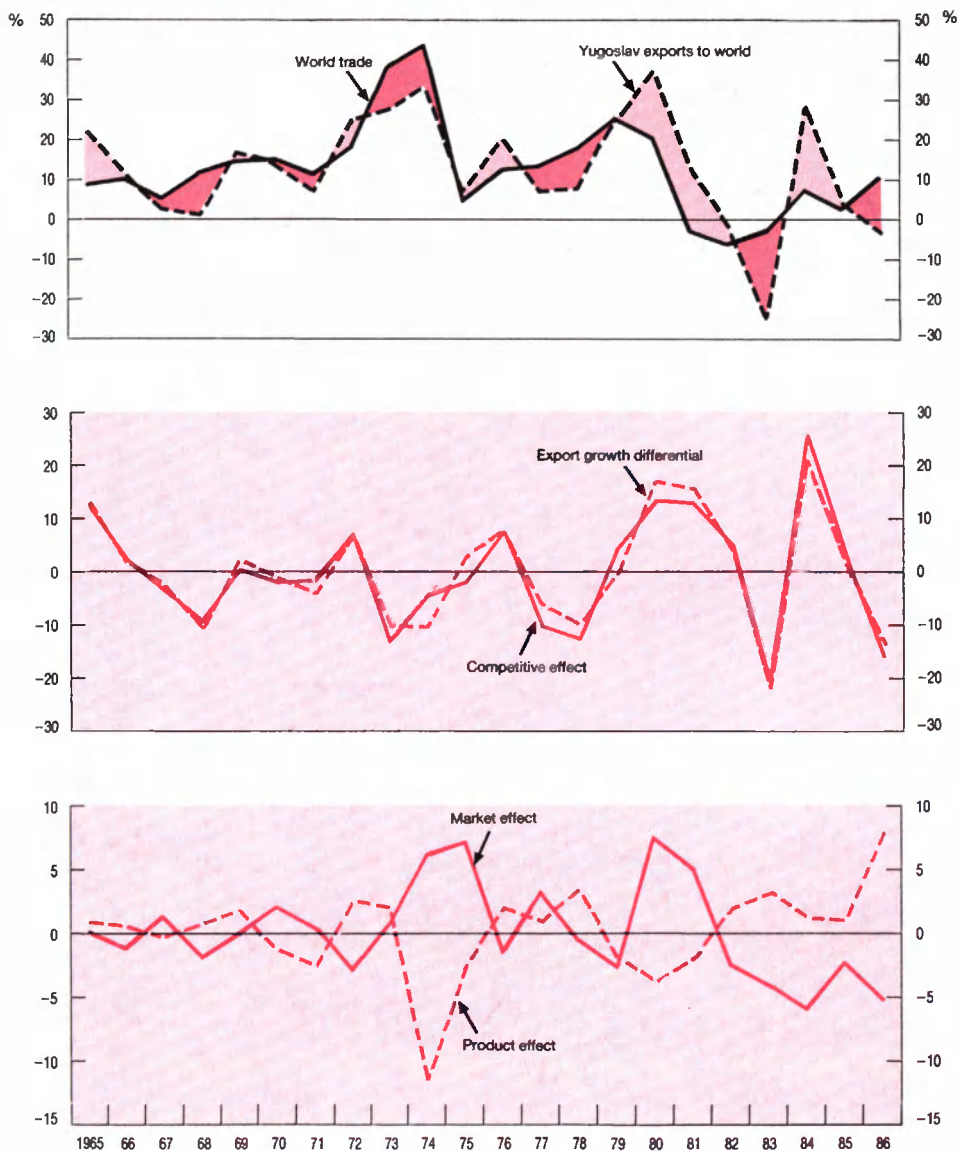 % 50 50 %
World trade
Yugoslav exports to world
40 40
30 30
20 20
10 10
0 0
-10 -10
-20 -20
-30 -30
30 30
Export growth differential
20 20
10 10
0 0
-10 -10
Competitive effect
-20 -20
-30 -30
10 10
Market effect
5 5
0 0
-5 -5
Product effect
-10 -10
-15 -15
1965 66 67 68 69 70 71 72 73 74 75 76 77 78 79 80 81 82 83 84 85 86